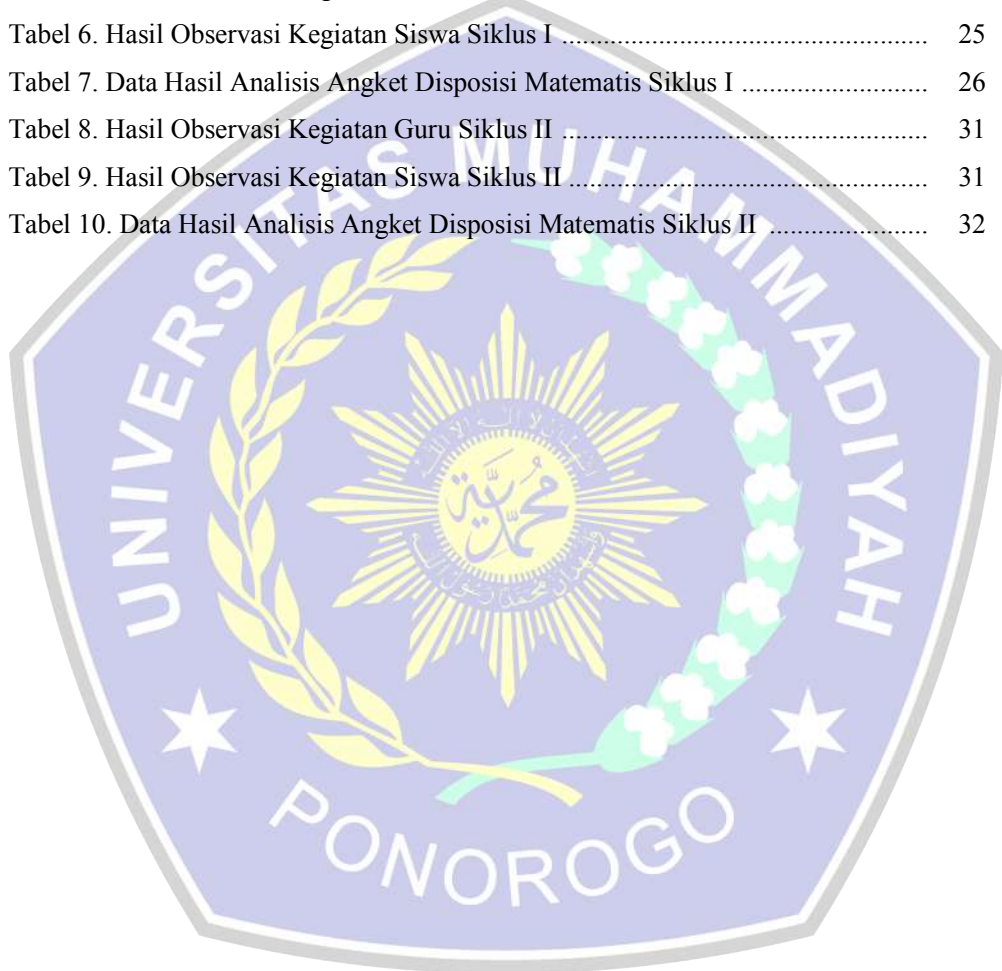 Tabel 6. Hasil Observasi Kegiatan Siswa Siklus I ................................................ 25
Tabel 7. Data Hasil Analisis Angket Disposisi Matematis Siklus I ........................ 26
Tabel 8. Hasil Observasi Kegiatan Guru Siklus II ................................................ 31
Tabel 9. Hasil Observasi Kegiatan Siswa Siklus II ............................................... 31
Tabel 10. Data Hasil Analisis Angket Disposisi Matematis Siklus II ..................... 32
UNIVERSITAS MUHAMMADIYAH
محمدية
PONOROGO